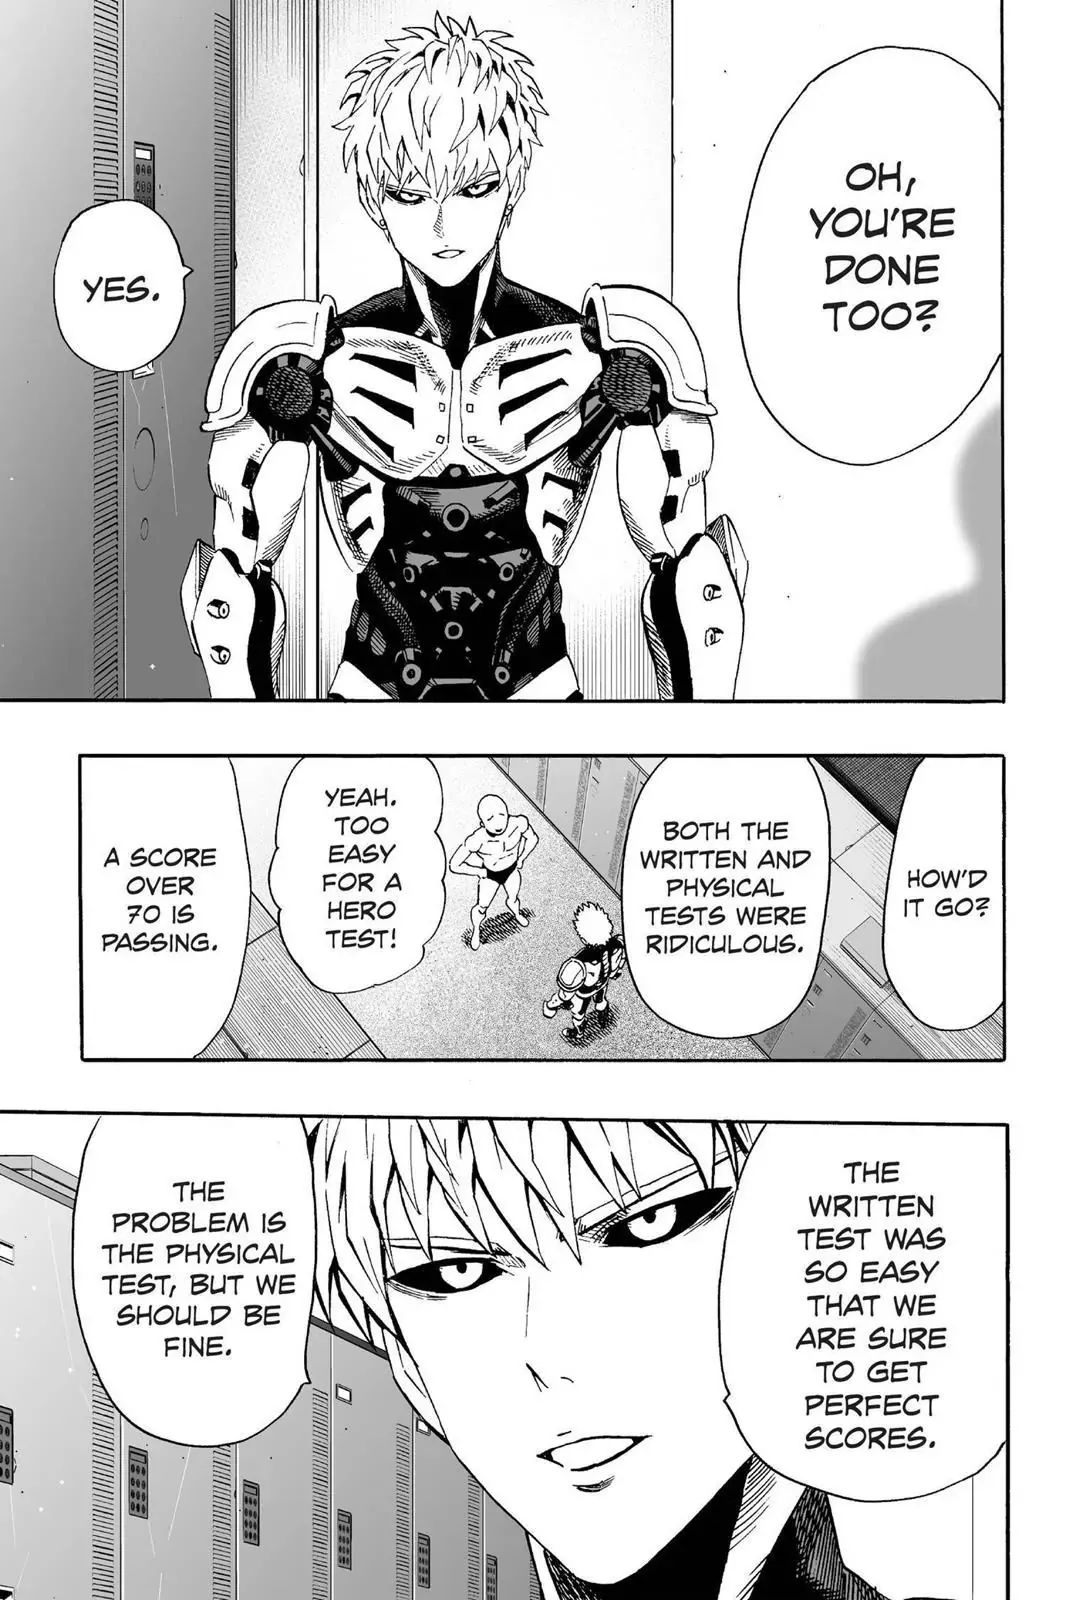 OH,
YOU'RE
DONE
TOO?
YES.
HOW'D
IT GO?
BOTH THE
WRITTEN AND
PHYSICAL
TESTS WERE
RIDICULOUS.
YEAH.
TOO
EASY
FOR A
HERO
TEST!
A SCORE
OVER
70 IS
PASSING.
THE
WRITTEN
TEST WAS
SO EASY
THAT WE
ARE SURE
TO GET
PERFECT
SCORES.
THE
PROBLEM IS
THE PHYSICAL
TEST, BUT WE
SHOULD BE
FINE.